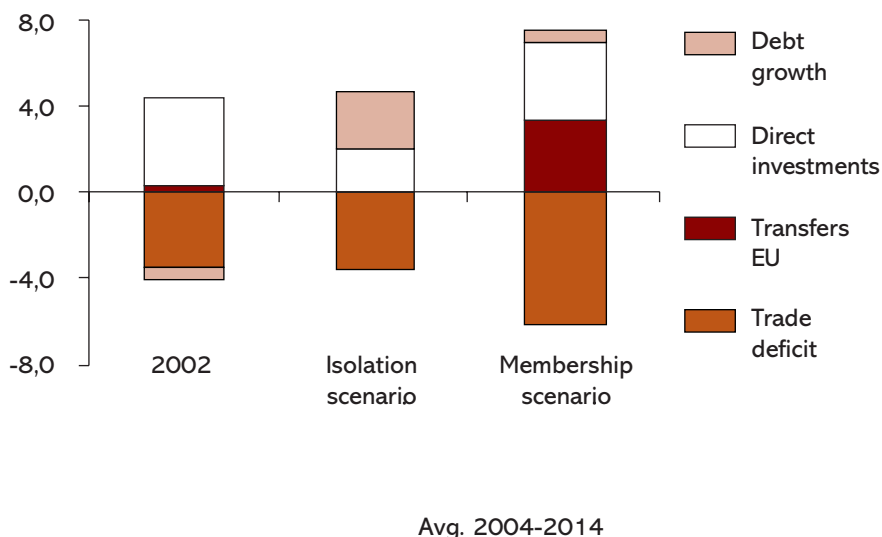 8,0
4,0
0,0
-4,0
-8,0
2002
Isolation
scenario
Membership
scenario
Avg. 2004-2014
Debt
growth
Direct
investments
Transfers
EU
Trade
deficit